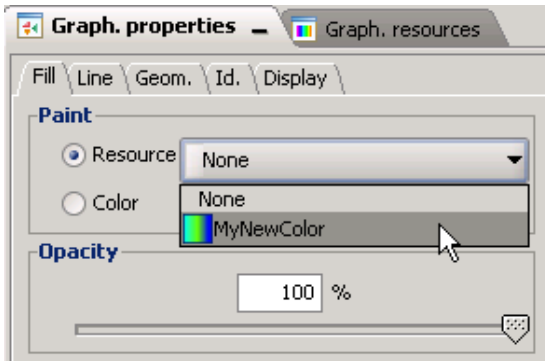 Graph. properties Graph. resources
Fill Line Geom. Id. Display
Paint
Resource None
None
Color
MyNewColor
Opacity
100 %